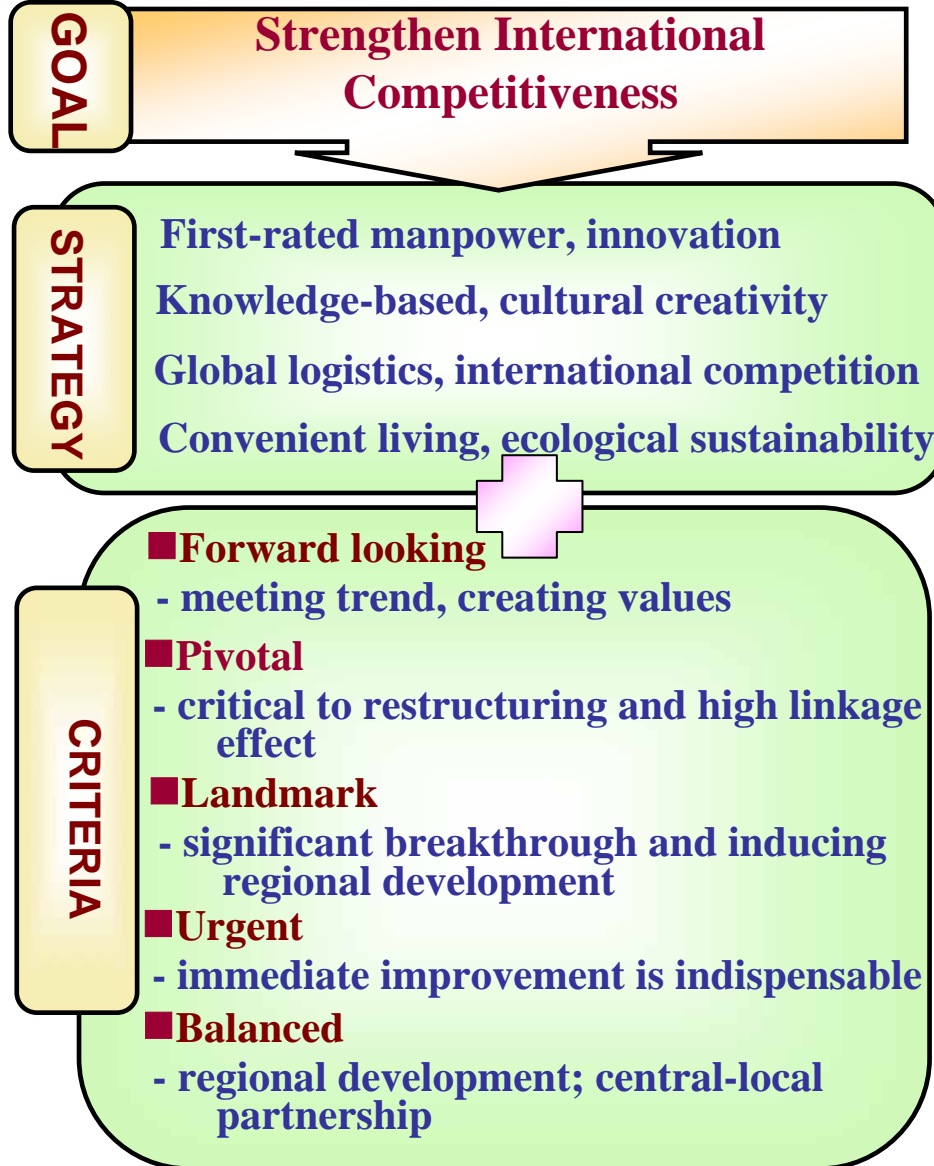 GOAL
Strengthen International
Competitiveness
STRATEGY
First-rated manpower, innovation
Knowledge-based, cultural creativity
Global logistics, international competition
Convenient living, ecological sustainability
CRITERIA
■Forward looking
- meeting trend, creating values
■Pivotal
- critical to restructuring and high linkage
effect
■Landmark
- significant breakthrough and inducing
regional development
■Urgent
- immediate improvement is indispensable
■Balanced
- regional development; central-local
partnership